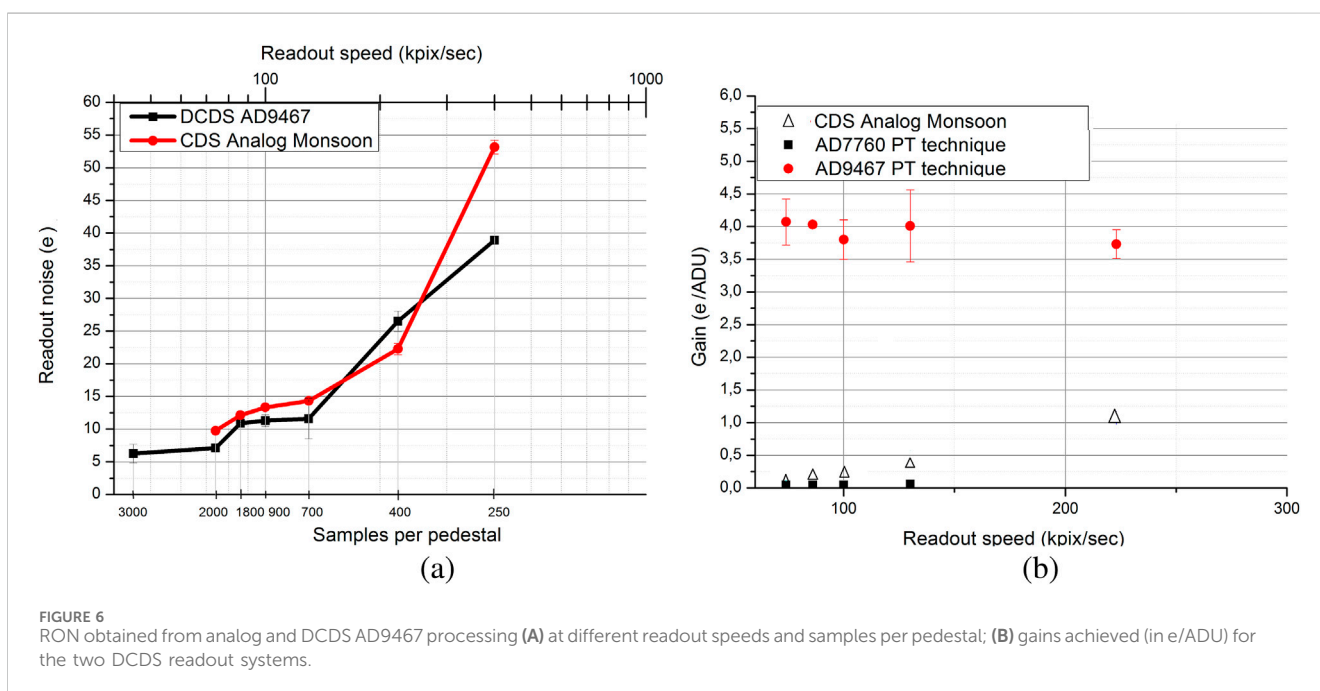 Readout speed (kpix/sec)
100 1000
60
55
50
45
40
35
30
25
20
15
10
5
0
Readout noise (e )
DCDS AD9467
CDS Analog Monsoon
3000 2000 1800 900 700 400 250
Samples per pedestal
(a)
6,0
5,5
5,0
4,5
4,0
3,5
3,0
2,5
2,0
1,5
1,0
0,5
0,0
Gain (e /ADU)
CDS Analog Monsoon
AD7760 PT technique
AD9467 PT technique
100 200 300
Readout speed (kpix/sec)
(b)
FIGURE 6
RON obtained from analog and DCDS AD9467 processing (A) at different readout speeds and samples per pedestal; (B) gains achieved (in e/ADU) for
the two DCDS readout systems.